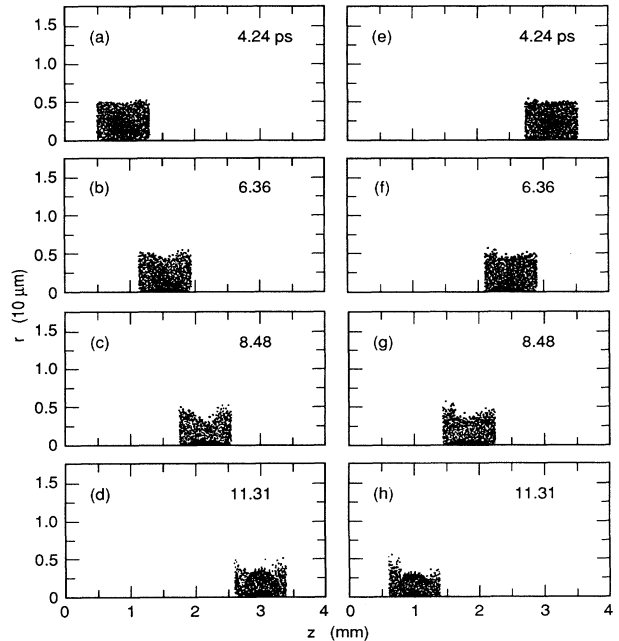 1.5
1.0
0.5
0
(a) 4.24 ps
(e) 4.24 ps
1.5
1.0
0.5
0
(b) 6.36
(f) 6.36
r (10 μm)
1.5
1.0
0.5
0
(c) 8.48
(g) 8.48
1.5
1.0
0.5
0
(d) 11.31
(h) 11.31
0 1 2 3 4 0 1 2 3 4
z (mm)